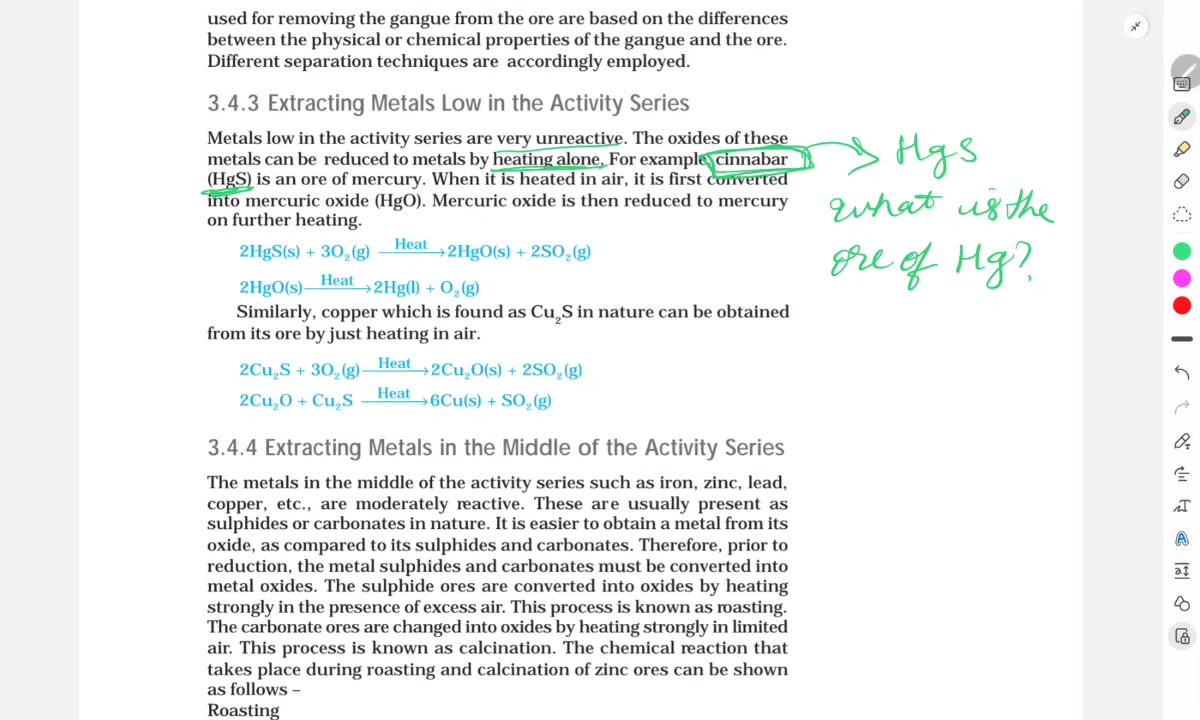 used for removing the gangue from the ore are based on the differences
between the physical or chemical properties of the gangue and the ore.
Different separation techniques are accordingly employed.
3.4.3 Extracting Metals Low in the Activity Series
Metals low in the activity series are very unreactive. The oxides of these
metals can be reduced to metals by heating alone. For example, cinnabar
(HgS) is an ore of mercury. When it is heated in air, it is first converted
into mercuric oxide (HgO). Mercuric oxide is then reduced to mercury
on further heating.
HgS
what is the
ore of Hg?
2HgS(s) + 3O₂(g) Heat→ 2HgO(s) + 2SO₂(g)
2HgO(s) Heat→ 2Hg(l) + O₂(g)
Similarly, copper which is found as Cu₂S in nature can be obtained
from its ore by just heating in air.
2Cu₂S + 3O₂(g) Heat→ 2Cu₂O(s) + 2SO₂(g)
2Cu₂O + Cu₂S Heat→ 6Cu(s) + SO₂(g)
3.4.4 Extracting Metals in the Middle of the Activity Series
The metals in the middle of the activity series such as iron, zinc, lead,
copper, etc., are moderately reactive. These are usually present as
sulphides or carbonates in nature. It is easier to obtain a metal from its
oxide, as compared to its sulphides and carbonates. Therefore, prior to
reduction, the metal sulphides and carbonates must be converted into
metal oxides. The sulphide ores are converted into oxides by heating
strongly in the presence of excess air. This process is known as roasting.
The carbonate ores are changed into oxides by heating strongly in limited
air. This process is known as calcination. The chemical reaction that
takes place during roasting and calcination of zinc ores can be shown
as follows –
Roasting